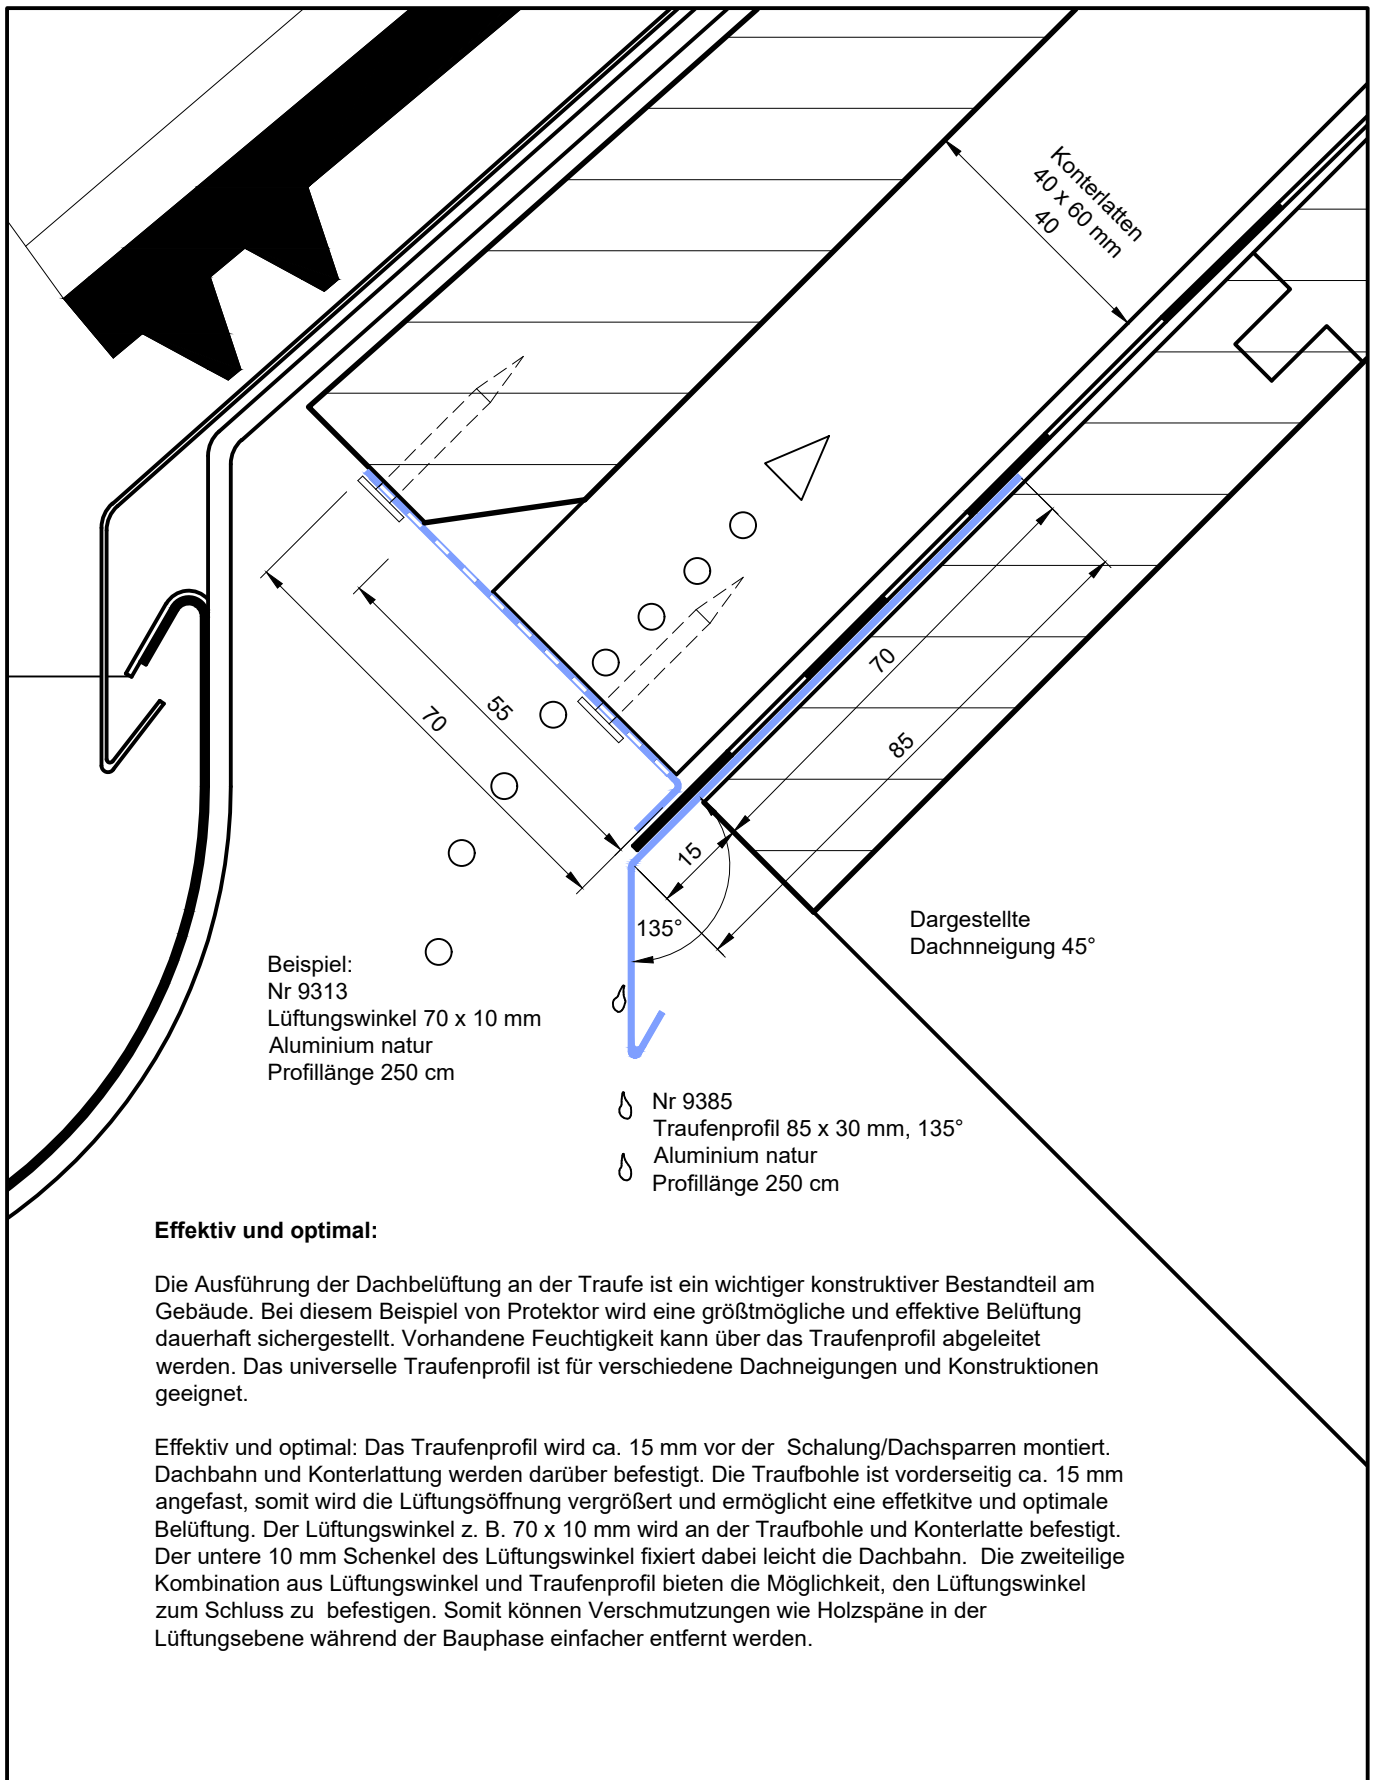 Konterlatten
40 x 60 mm
40
70
55
70
85
15
135°
Dargestellte
Dachnneigung 45°
Beispiel:
Nr 9313
Lüftungswinkel 70 x 10 mm
Aluminium natur
Profillänge 250 cm
Nr 9385
Traufenprofil 85 x 30 mm, 135°
Aluminium natur
Profillänge 250 cm
Effektiv und optimal:
Die Ausführung der Dachbelüftung an der Traufe ist ein wichtiger konstruktiver Bestandteil am
Gebäude. Bei diesem Beispiel von Protektor wird eine größtmögliche und effektive Belüftung
dauerhaft sichergestellt. Vorhandene Feuchtigkeit kann über das Traufenprofil abgeleitet
werden. Das universelle Traufenprofil ist für verschiedene Dachneigungen und Konstruktionen
geeignet.
Effektiv und optimal: Das Traufenprofil wird ca. 15 mm vor der  Schalung/Dachsparren montiert.
Dachbahn und Konterlattung werden darüber befestigt. Die Traufbohle ist vorderseitig ca. 15 mm
angefast, somit wird die Lüftungsöffnung vergrößert und ermöglicht eine effetkitve und optimale
Belüftung. Der Lüftungswinkel z. B. 70 x 10 mm wird an der Traufbohle und Konterlatte befestigt.
Der untere 10 mm Schenkel des Lüftungswinkel fixiert dabei leicht die Dachbahn.  Die zweiteilige
Kombination aus Lüftungswinkel und Traufenprofil bieten die Möglichkeit, den Lüftungswinkel
zum Schluss zu  befestigen. Somit können Verschmutzungen wie Holzspäne in der
Lüftungsebene während der Bauphase einfacher entfernt werden.